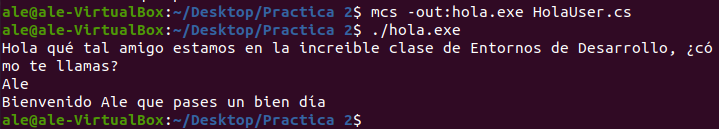 ale@ale-VirtualBox:~/Desktop/Practica 2$ mcs -out:hola.exe HolaUser.cs
ale@ale-VirtualBox:~/Desktop/Practica 2$ ./hola.exe
Hola qué tal amigo estamos en la increible clase de Entornos de Desarrollo, ¿có
mo te llamas?
Ale
Bienvenido Ale que pases un bien día
ale@ale-VirtualBox:~/Desktop/Practica 2$